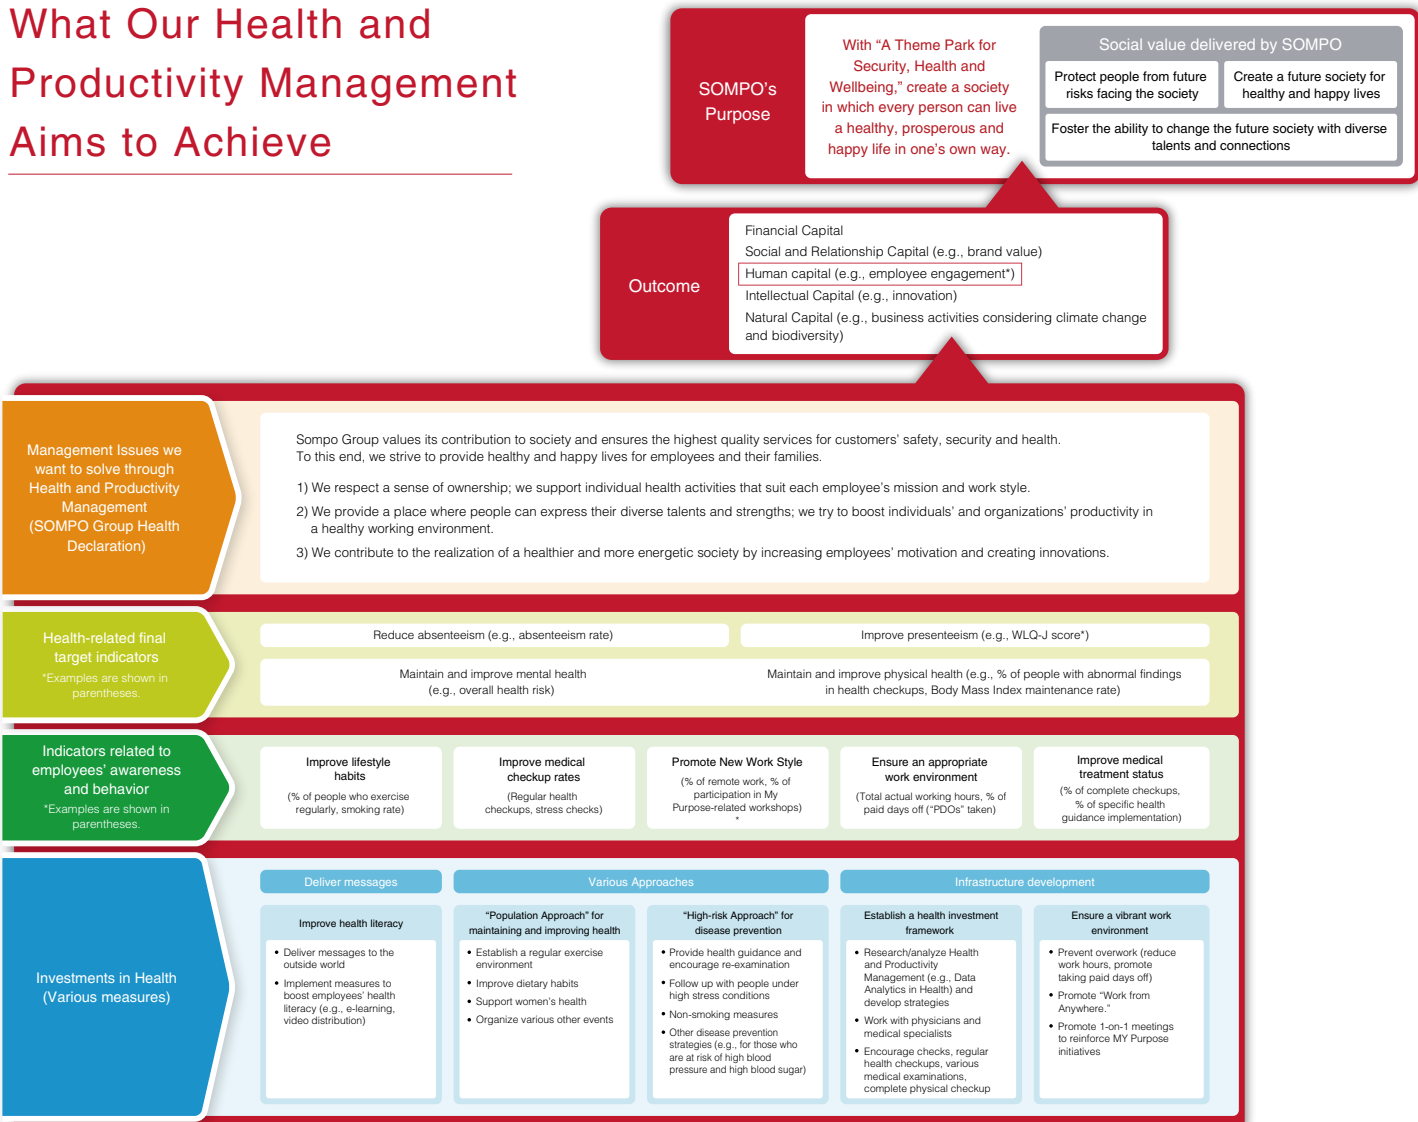 What Our Health and
Productivity Management
Aims to Achieve
SOMPO's
Purpose
With “A Theme Park for
Security, Health and
Wellbeing,” create a society
in which every person can live
a healthy, prosperous and
happy life in one's own way.
Social value delivered by SOMPO
Protect people from future
risks facing the society
Create a future society for
healthy and happy lives
Foster the ability to change the future society with diverse
talents and connections
Outcome
Financial Capital
Social and Relationship Capital (e.g., brand value)
Human capital (e.g., employee engagement*)
Intellectual Capital (e.g., innovation)
Natural Capital (e.g., business activities considering climate change
and biodiversity)
Management Issues we
want to solve through
Health and Productivity
Management
(SOMPO Group Health
Declaration)
Sompo Group values its contribution to society and ensures the highest quality services for customers' safety, security and health.
To this end, we strive to provide healthy and happy lives for employees and their families.
1) We respect a sense of ownership; we support individual health activities that suit each employee's mission and work style.
2) We provide a place where people can express their diverse talents and strengths; we try to boost individuals' and organizations' productivity in
a healthy working environment.
3) We contribute to the realization of a healthier and more energetic society by increasing employees' motivation and creating innovations.
Health-related final
target indicators
*Examples are shown in
parentheses.
Reduce absenteeism (e.g., absenteeism rate)
Improve presenteeism (e.g., WLQ-J score*)
Maintain and improve mental health
(e.g., overall health risk)
Maintain and improve physical health (e.g., % of people with abnormal findings
in health checkups, Body Mass Index maintenance rate)
Indicators related to
employees' awareness
and behavior
*Examples are shown in
parentheses.
Improve lifestyle
habits
(% of people who exercise
regularly, smoking rate)
Improve medical
checkup rates
(Regular health
checkups, stress checks)
Promote New Work Style
(% of remote work, % of
participation in My
Purpose-related workshops)
*
Ensure an appropriate
work environment
(Total actual working hours, % of
paid days off (“PDOs” taken)
Improve medical
treatment status
(% of complete checkups,
% of specific health
guidance implementation)
Investments in Health
(Various measures)
Deliver messages
Various Approaches
Infrastructure development
Improve health literacy
• Deliver messages to the
outside world
• Implement measures to
boost employees' health
literacy (e.g., e-learning,
video distribution)
“Population Approach” for
maintaining and improving health
• Establish a regular exercise
environment
• Improve dietary habits
• Support women's health
• Organize various other events
“High-risk Approach” for
disease prevention
• Provide health guidance and
encourage re-examination
• Follow up with people under
high stress conditions
• Non-smoking measures
• Other disease prevention
strategies (e.g., for those who
are at risk of high blood
pressure and high blood sugar)
Establish a health investment
framework
• Research/analyze Health
and Productivity
Management (e.g., Data
Analytics in Health) and
develop strategies
• Work with physicians and
medical specialists
• Encourage checks, regular
health checkups, various
medical examinations,
complete physical checkup
Ensure a vibrant work
environment
• Prevent overwork (reduce
work hours, promote
taking paid days off)
• Promote “Work from
Anywhere.”
• Promote 1-on-1 meetings
to reinforce MY Purpose
initiatives